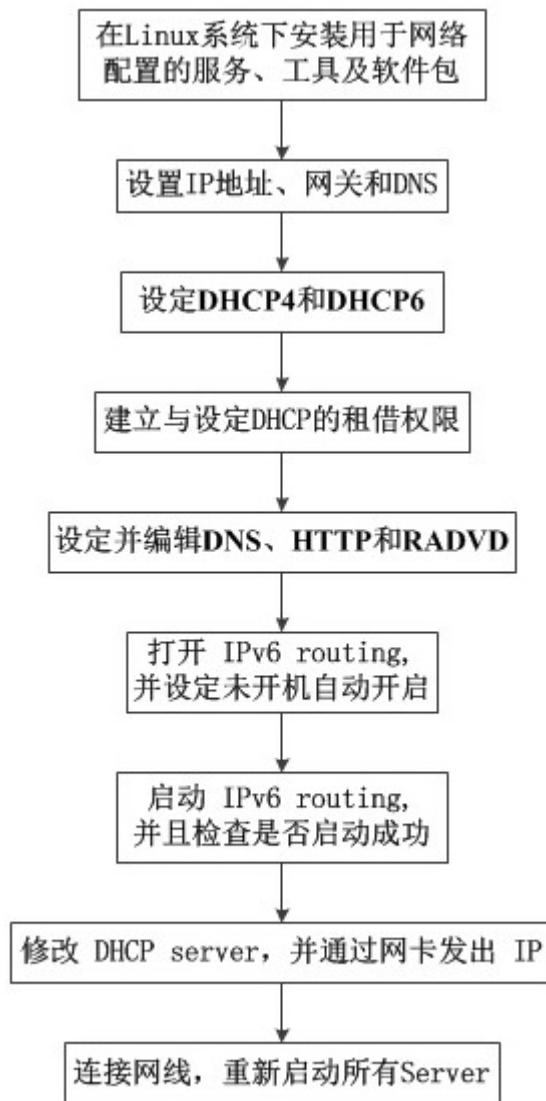 在Linux系统下安装用于网络
配置的服务、工具及软件包
设置IP地址、网关和DNS
设定DHCP4和DHCP6
建立与设定DHCP的租借权限
设定并编辑DNS、HTTP和RADVD
打开 IPv6 routing,
并设定未开机自动开启
启动 IPv6 routing,
并且检查是否启动成功
修改 DHCP server，并通过网卡发出 IP
连接网线，重新启动所有Server